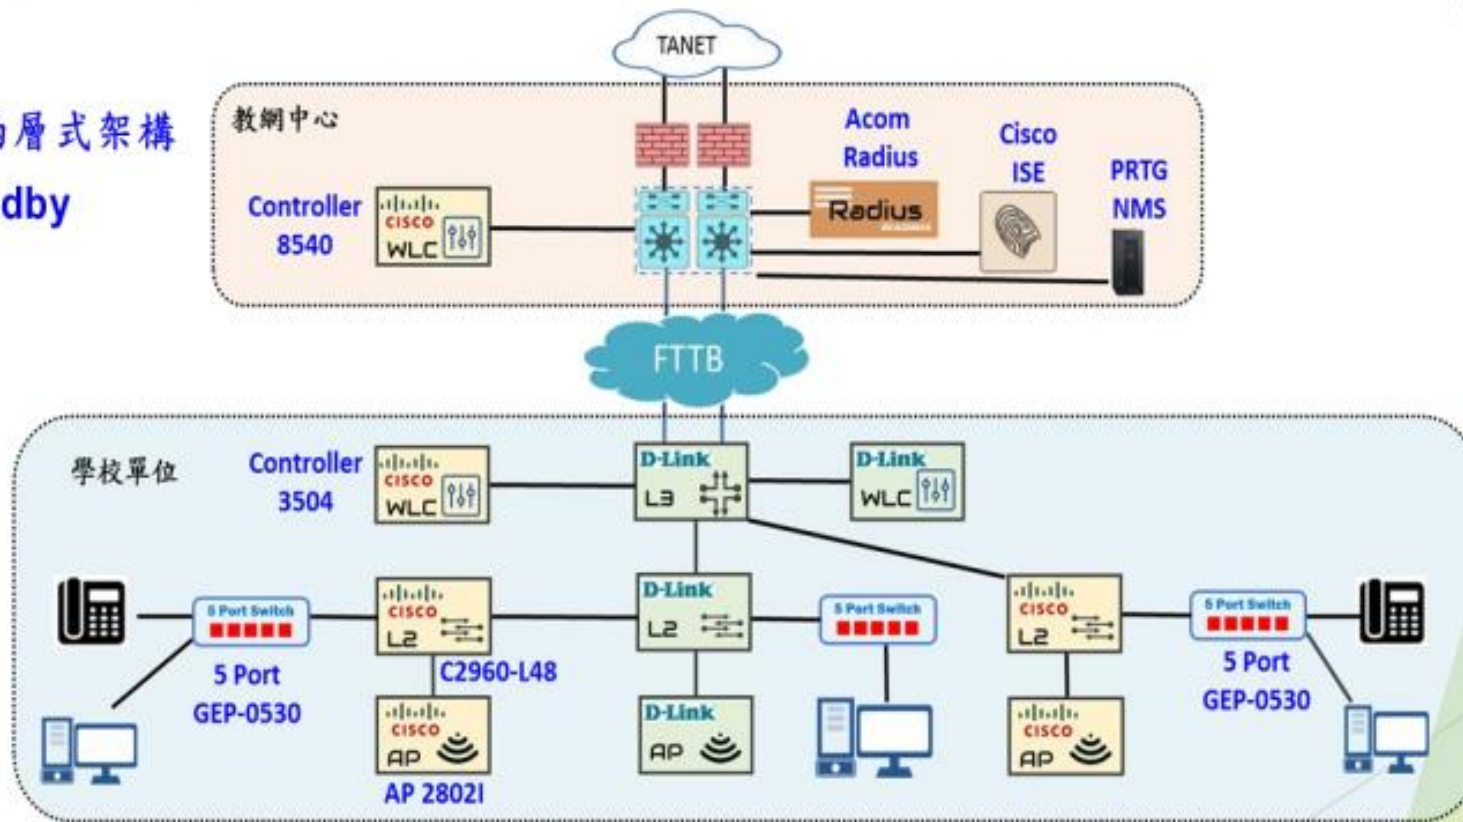 TANET
層式架構
dby
教網中心
Controller
8540
CISCO
WLC
Acom
Radius
Radius
Cisco
ISE
PRTG
NMS
FTTB
學校單位
Controller
3504
CISCO
WLC
D-Link
L3
D-Link
WLC
5 Port Switch
5 Port
GEP-0530
CISCO
L2
C2960-L48
D-Link
L2
5 Port Switch
CISCO
L2
5 Port Switch
5 Port
GEP-0530
CISCO
AP
AP 2802I
D-Link
AP
CISCO
AP